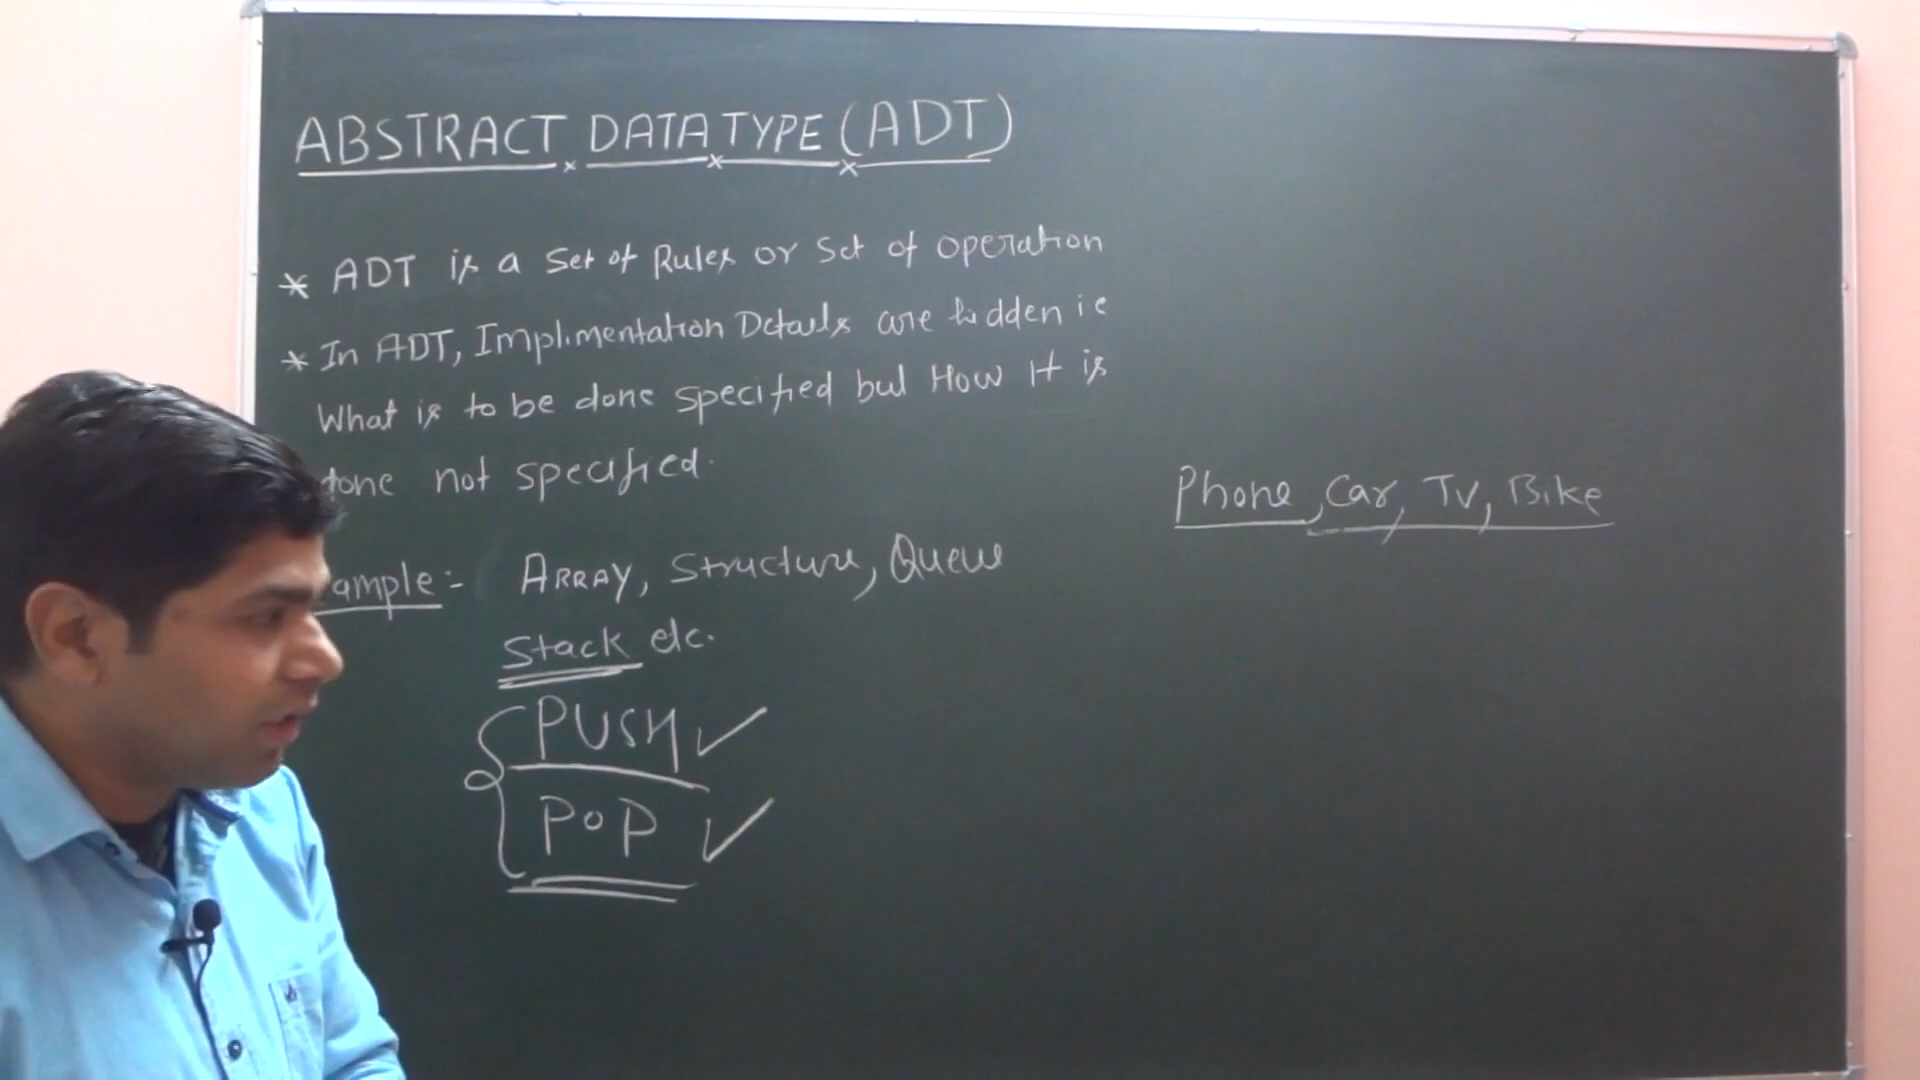 ABSTRACT DATA TYPE (ADT)
* ADT is a Set of Rules or Set of operation
* In ADT, Implimentation Details are hidden ie
What is to be done specified but How It is
done not specified.
ample :- ARRAY, Structure, Queue
Stack etc.
PUSH ✓
POP ✓
Phone, Car, TV, Bike